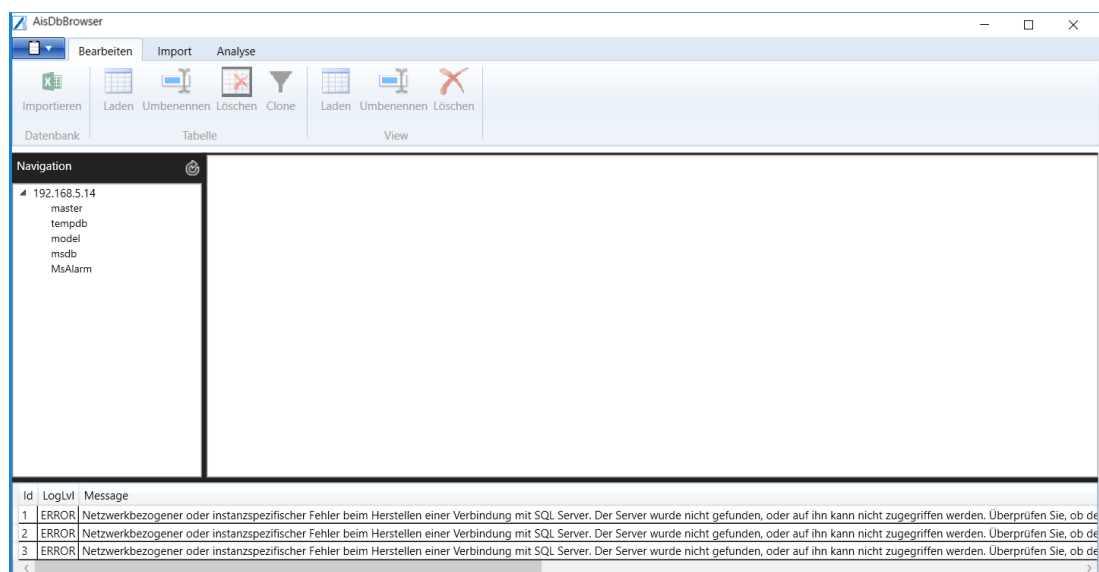 AisDbBrowser
Bearbeiten Import Analyse
Importieren Laden Umbenennen Löschen Clone Laden Umbenennen Löschen
Datenbank Tabelle View
Navigation
192.168.5.14
master
tempdb
model
msdb
MsAlarm
Id LogLvl Message
1 ERROR Netzwerkbezogener oder instanzspezifischer Fehler beim Herstellen einer Verbindung mit SQL Server. Der Server wurde nicht gefunden, oder auf ihn kann nicht zugegriffen werden. Überprüfen Sie, ob de
2 ERROR Netzwerkbezogener oder instanzspezifischer Fehler beim Herstellen einer Verbindung mit SQL Server. Der Server wurde nicht gefunden, oder auf ihn kann nicht zugegriffen werden. Überprüfen Sie, ob de
3 ERROR Netzwerkbezogener oder instanzspezifischer Fehler beim Herstellen einer Verbindung mit SQL Server. Der Server wurde nicht gefunden, oder auf ihn kann nicht zugegriffen werden. Überprüfen Sie, ob de